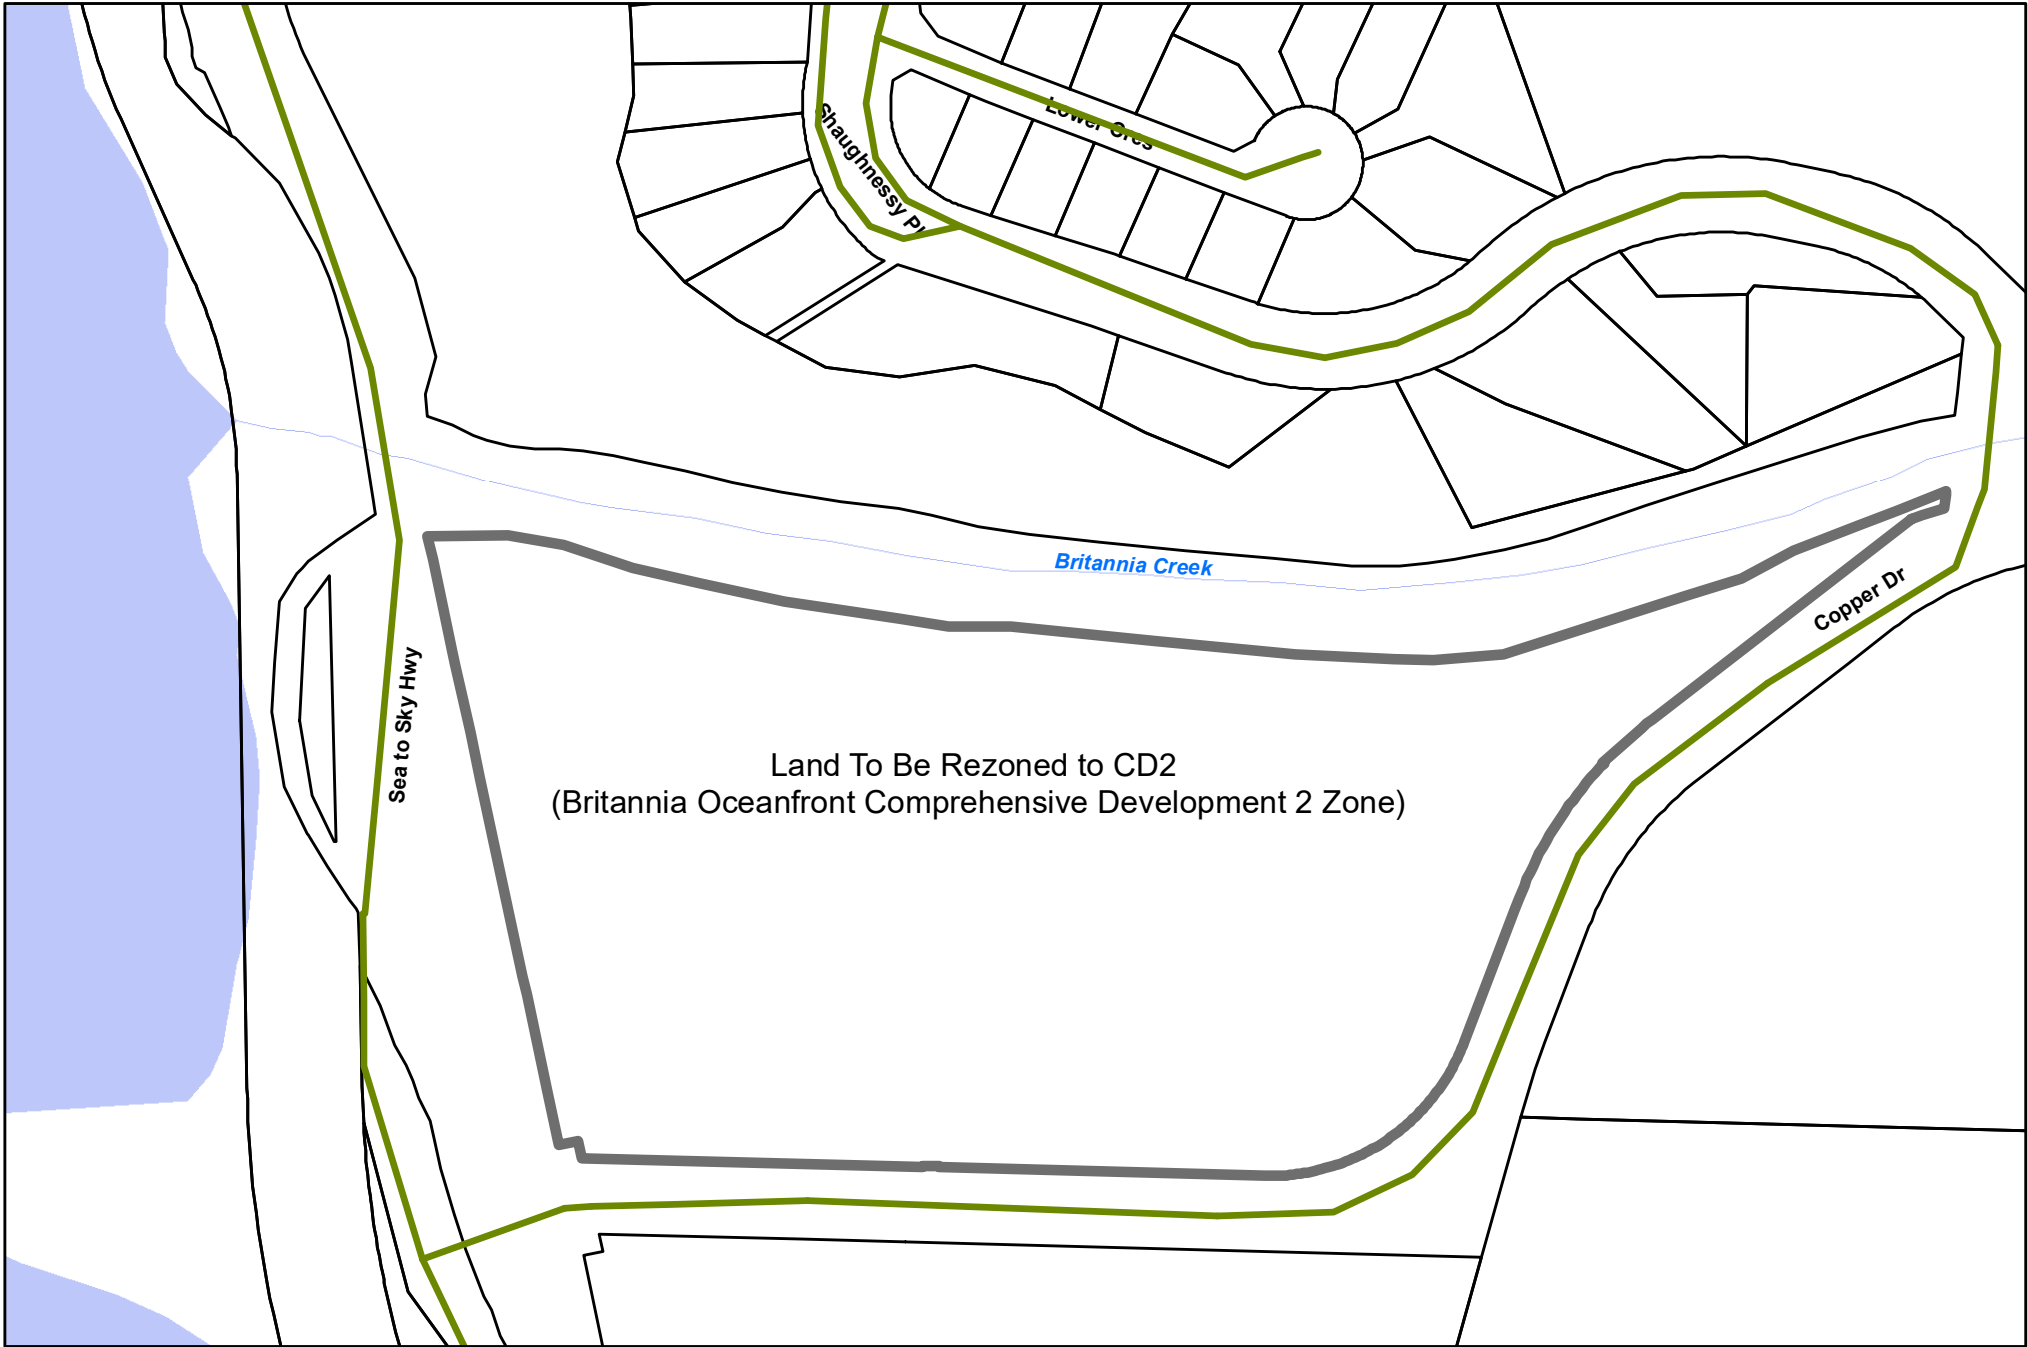 Lower Cres
Shaughnessy Pl
Britannia Creek
Copper Dr
Sea to Sky Hwy
Land To Be Rezoned to CD2
(Britannia Oceanfront Comprehensive Development 2 Zone)